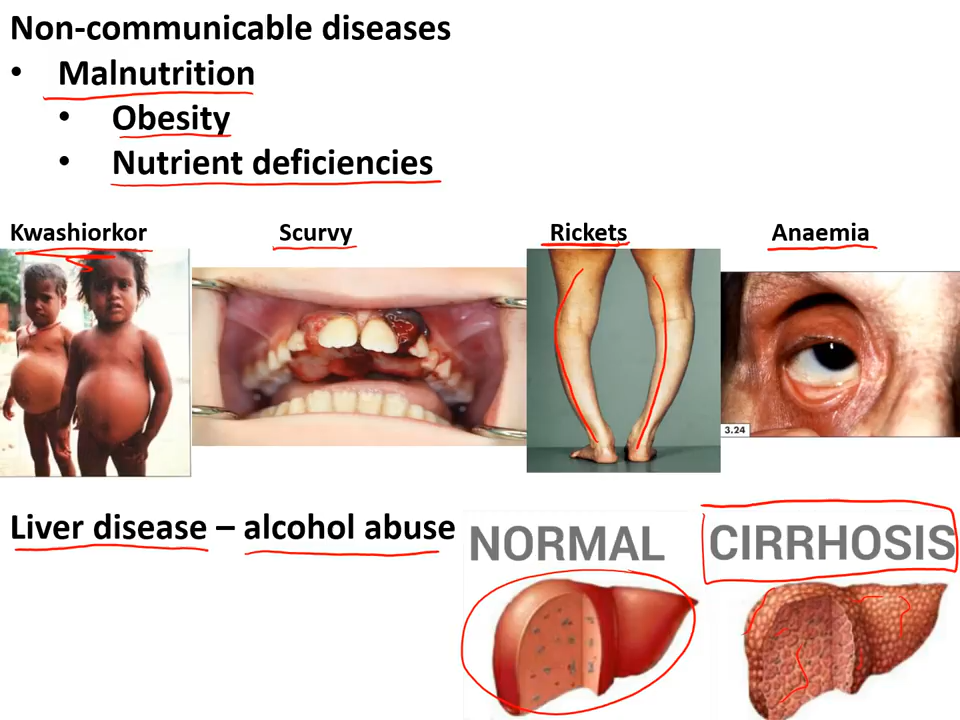 Non-communicable diseases
• Malnutrition
• Obesity
• Nutrient deficiencies
Kwashiorkor Scurvy Rickets Anaemia
3.24
Liver disease – alcohol abuse
NORMAL CIRRHOSIS